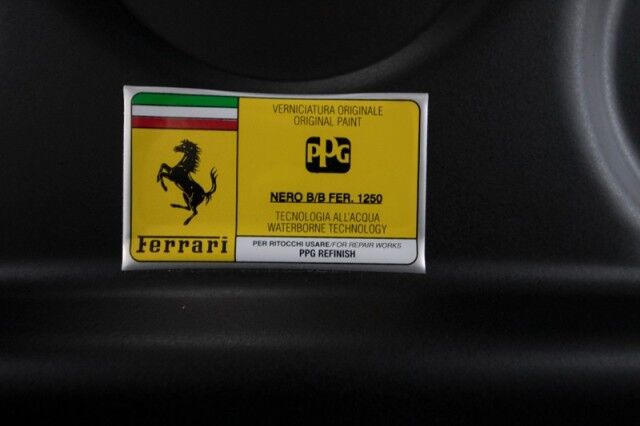 VERNICIATURA ORIGINALE
ORIGINAL PAINT
PPG
NERO B/B FER. 1250
TECNOLOGIA ALL'ACQUA
WATERBORNE TECHNOLOGY
Ferrari
PER RITOCCHI USARE/FOR REPAIR WORKS
PPG REFINISH